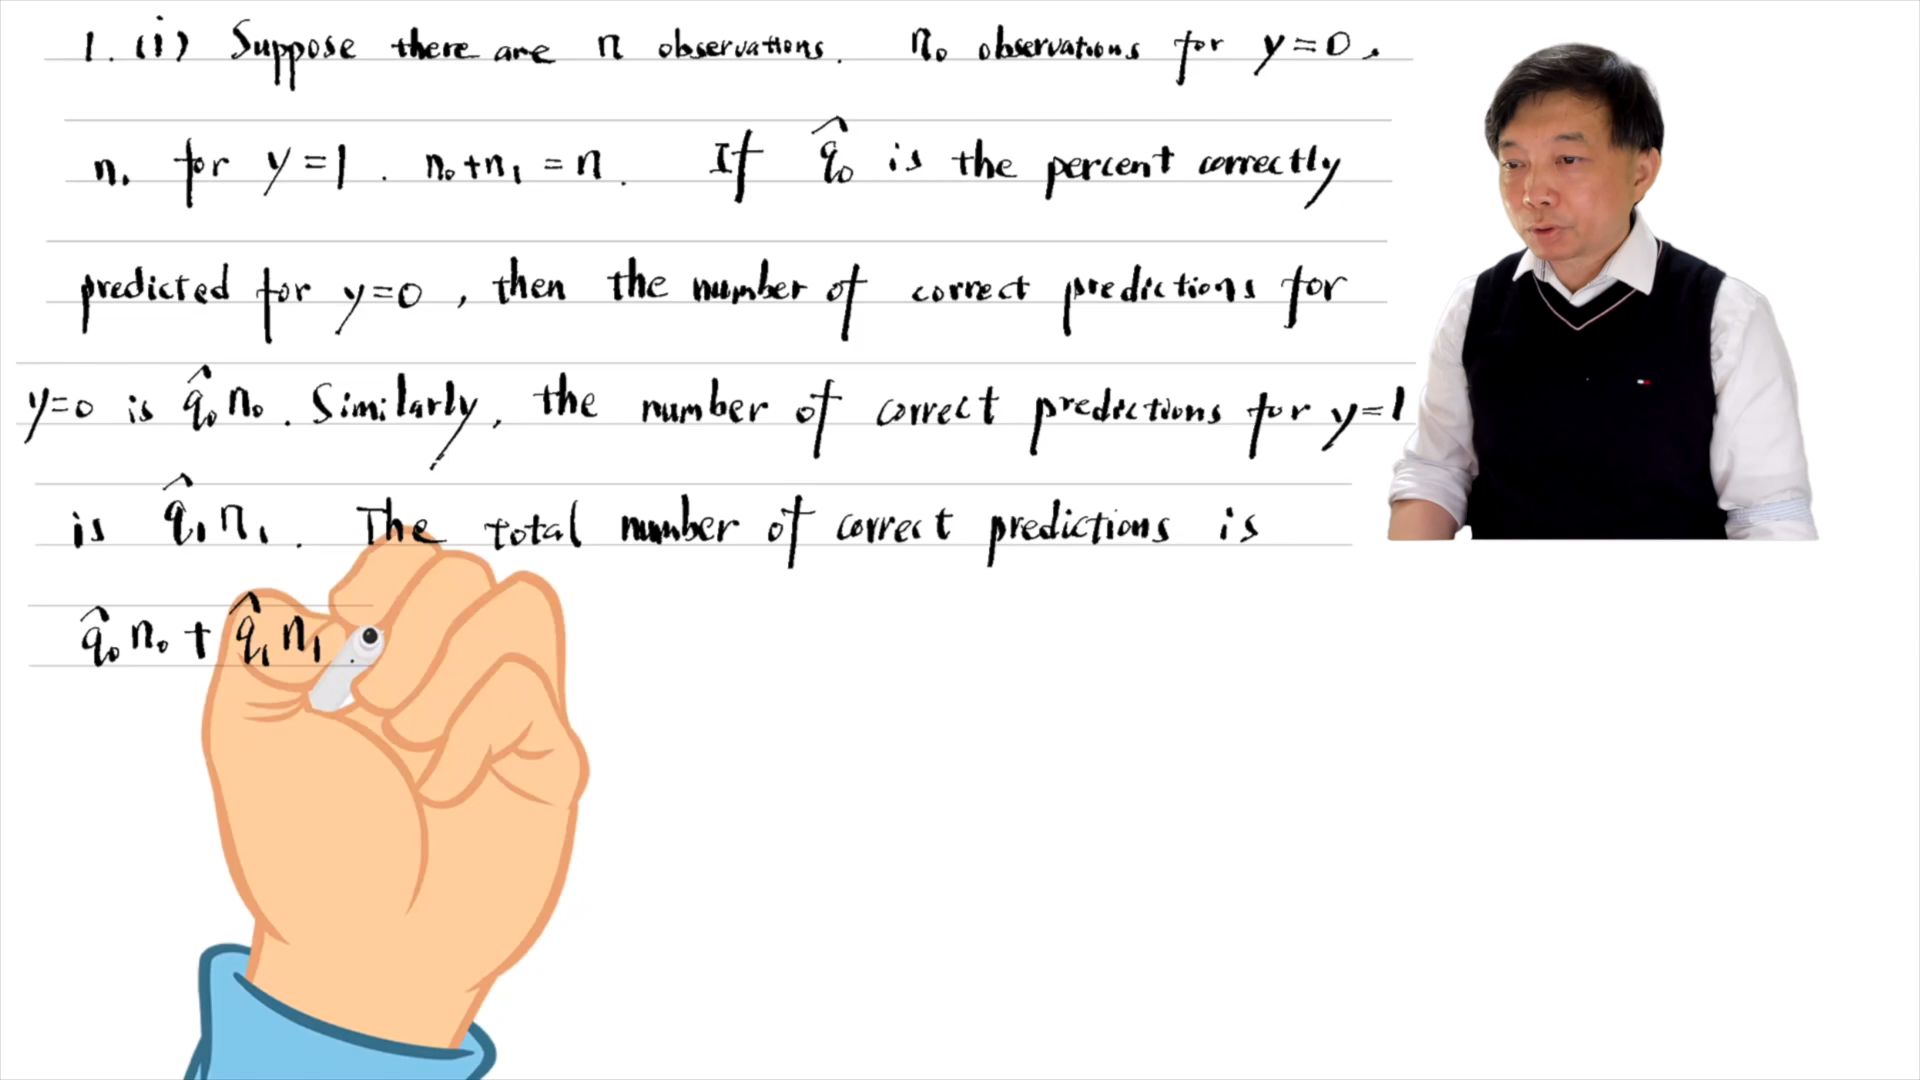 1. (i) Suppose there are n observations. n₀ observations for y=0,
n₁ for y=1. n₀+n₁ = n. If q̂₀ is the percent correctly
predicted for y=0, then the number of correct predictions for
y=0 is q̂₀n₀. Similarly, the number of correct predictions for y=1
is q̂₁n₁. The total number of correct predictions is
q̂₀n₀ + q̂₁n₁.